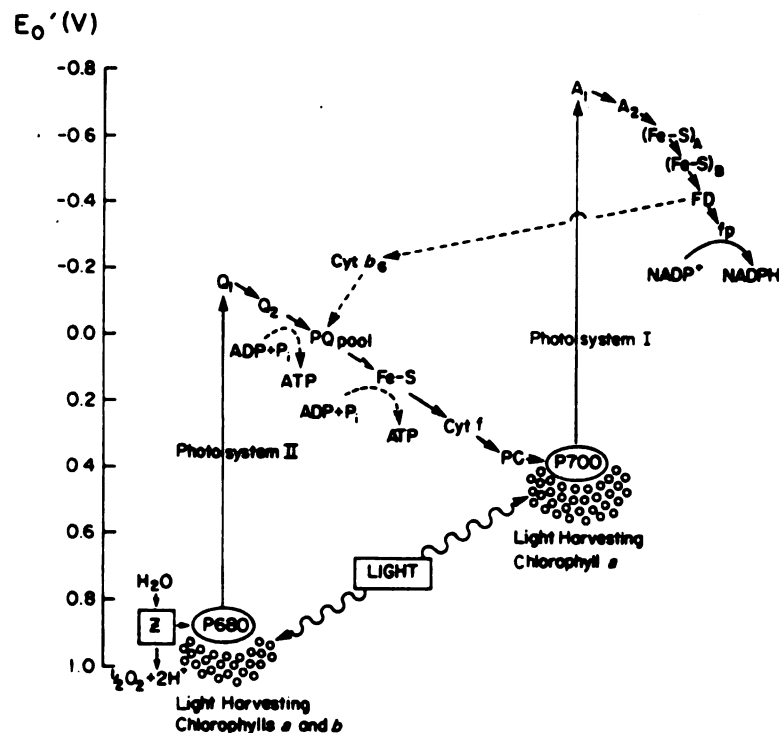 E₀′ (V)
-0.8
-0.6
-0.4
-0.2
0.0
0.2
0.4
0.6
0.8
1.0
A₁
A₂
(Fe-S)A
(Fe-S)B
FD
fp
NADP⁺
NADPH
Cyt b₆
Q₁
Q₂
PQ pool
ADP+Pᵢ
ATP
Fe-S
ADP+Pᵢ
ATP
Cyt f
PC
P700
Photosystem I
Photosystem II
Light Harvesting
Chlorophyll a
LIGHT
H₂O
Z
P680
½O₂+2H⁺
Light Harvesting
Chlorophylls a and b